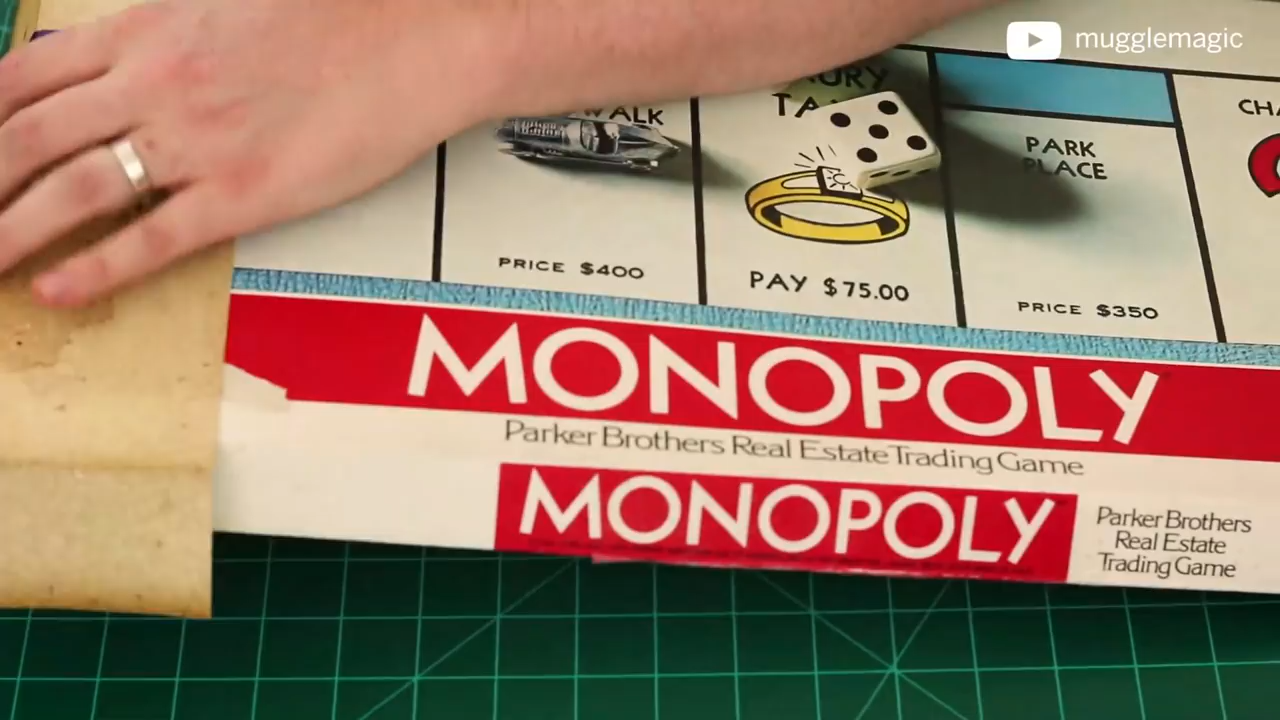 mugglemagic
WALK
PRICE $400
TA
PAY $75.00
PARK
PLACE
PRICE $350
MONOPOLY
Parker Brothers Real Estate Trading Game
MONOPOLY
Parker Brothers
Real Estate
Trading Game